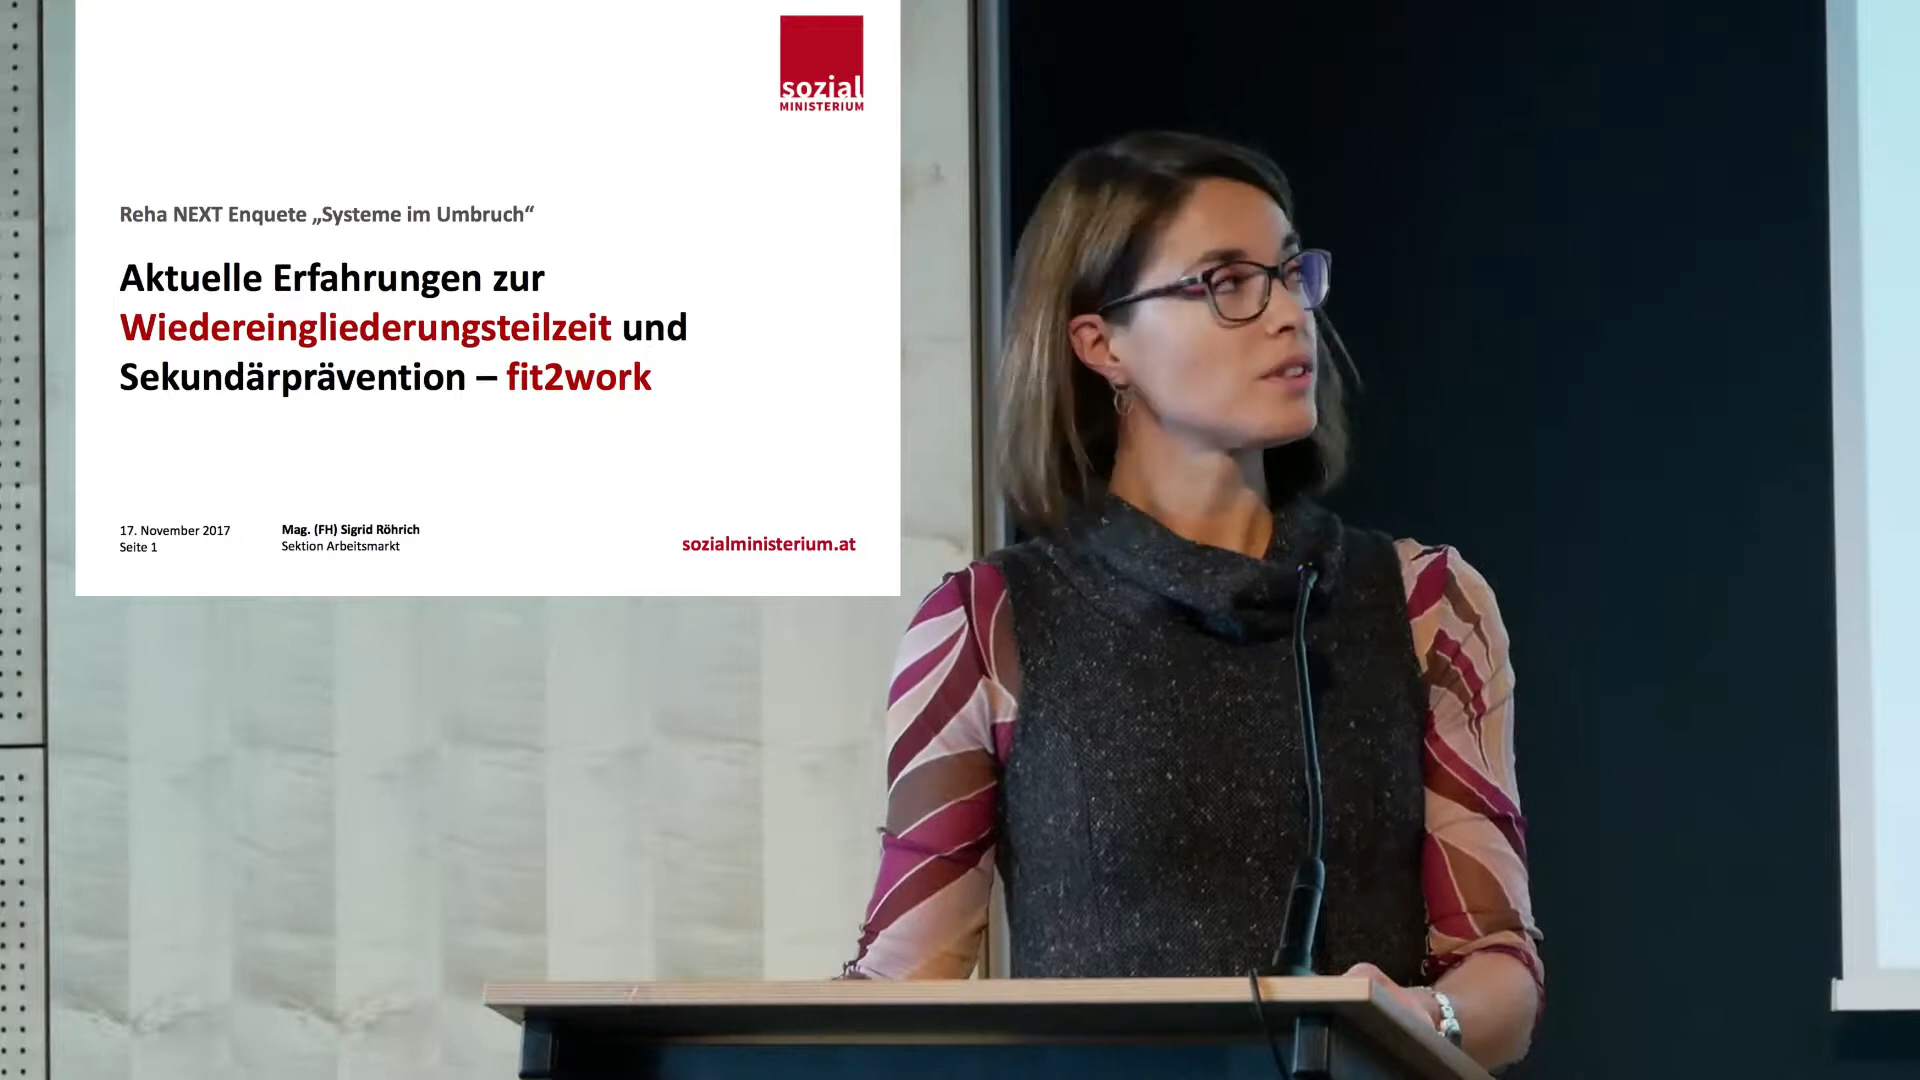 sozial
MINISTERIUM
Reha NEXT Enquete „Systeme im Umbruch“
Aktuelle Erfahrungen zur
Wiedereingliederungsteilzeit und
Sekundärprävention – fit2work
17. November 2017
Seite 1
Mag. (FH) Sigrid Röhrich
Sektion Arbeitsmarkt
sozialministerium.at